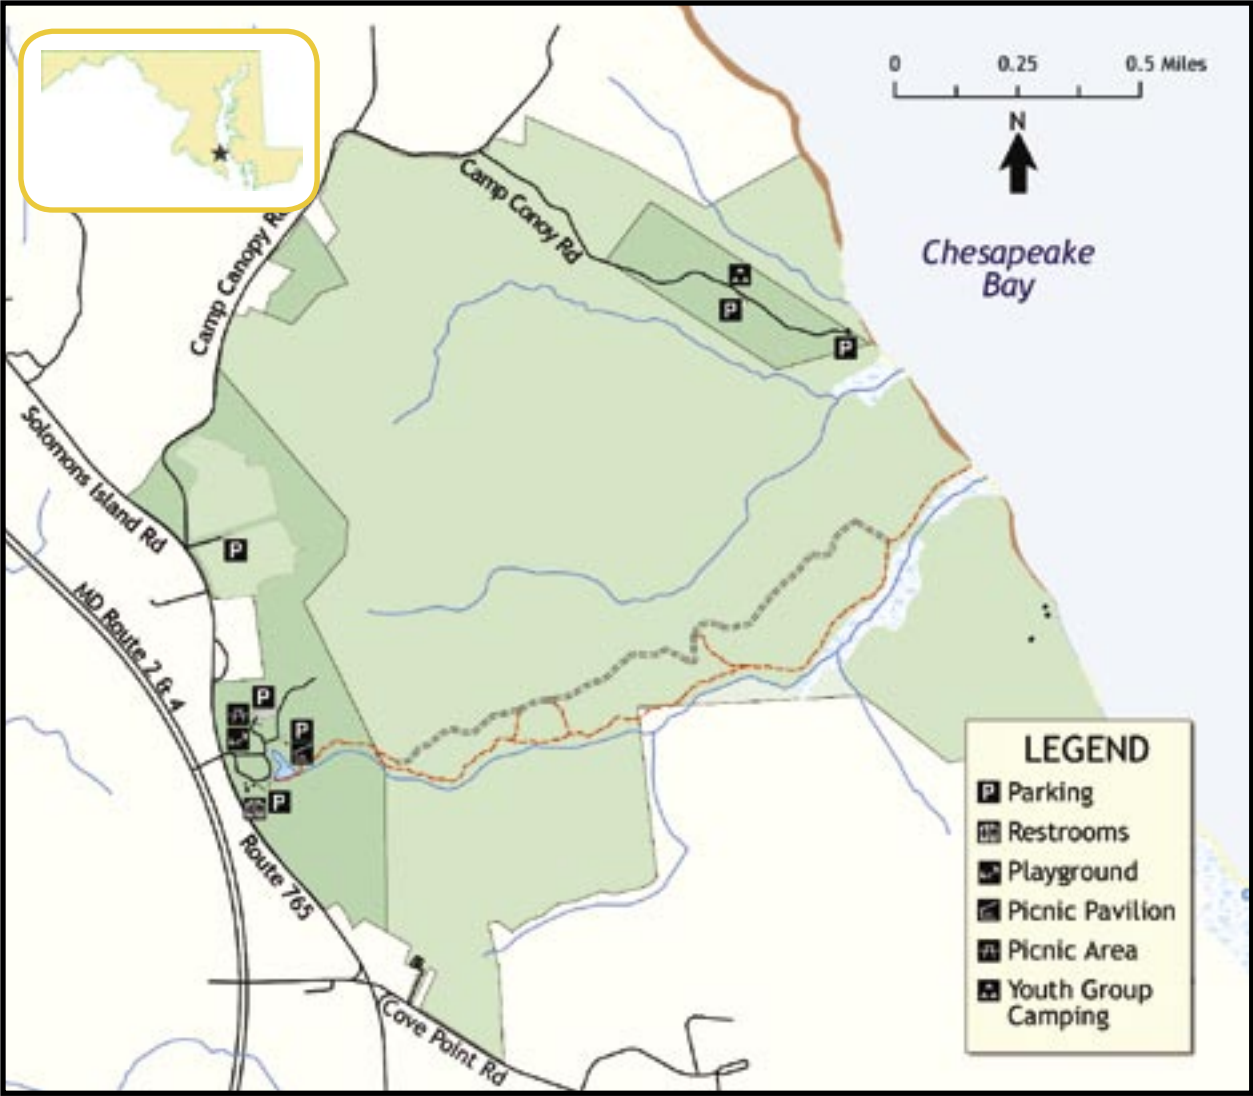 0 0.25 0.5 Miles
N
Chesapeake
Bay
Camp Conoy Rd
Camp Canopy Rd
Solomons Island Rd
MD Route 2 & 4
P
P
P
P
P
P
Route 765
Cove Point Rd
LEGEND
P Parking
Restrooms
Playground
Picnic Pavilion
Picnic Area
Youth Group
Camping